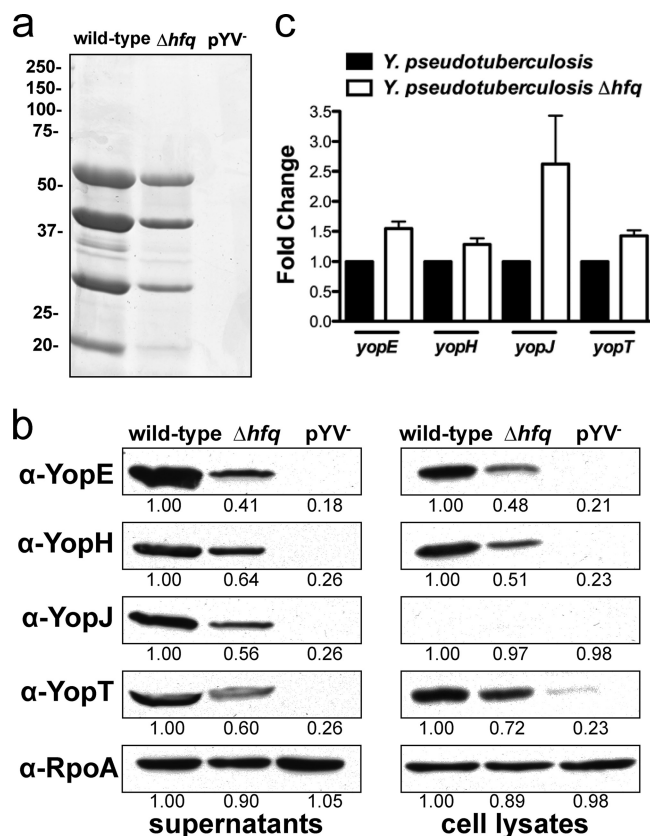 a
wild-type Δhfq pYV-
250-
150-
100-
75-
50-
37-
25-
20-
c
Y. pseudotuberculosis
Y. pseudotuberculosis Δhfq
Fold Change
3.5
3.0
2.5
2.0
1.5
1.0
0.5
0.0
yopE yopH yopJ yopT
b
wild-type Δhfq pYV- wild-type Δhfq pYV-
α-YopE
1.00 0.41 0.18 1.00 0.48 0.21
α-YopH
1.00 0.64 0.26 1.00 0.51 0.23
α-YopJ
1.00 0.56 0.26 1.00 0.97 0.98
α-YopT
1.00 0.60 0.26 1.00 0.72 0.23
α-RpoA
1.00 0.90 1.05 1.00 0.89 0.98
supernatants cell lysates